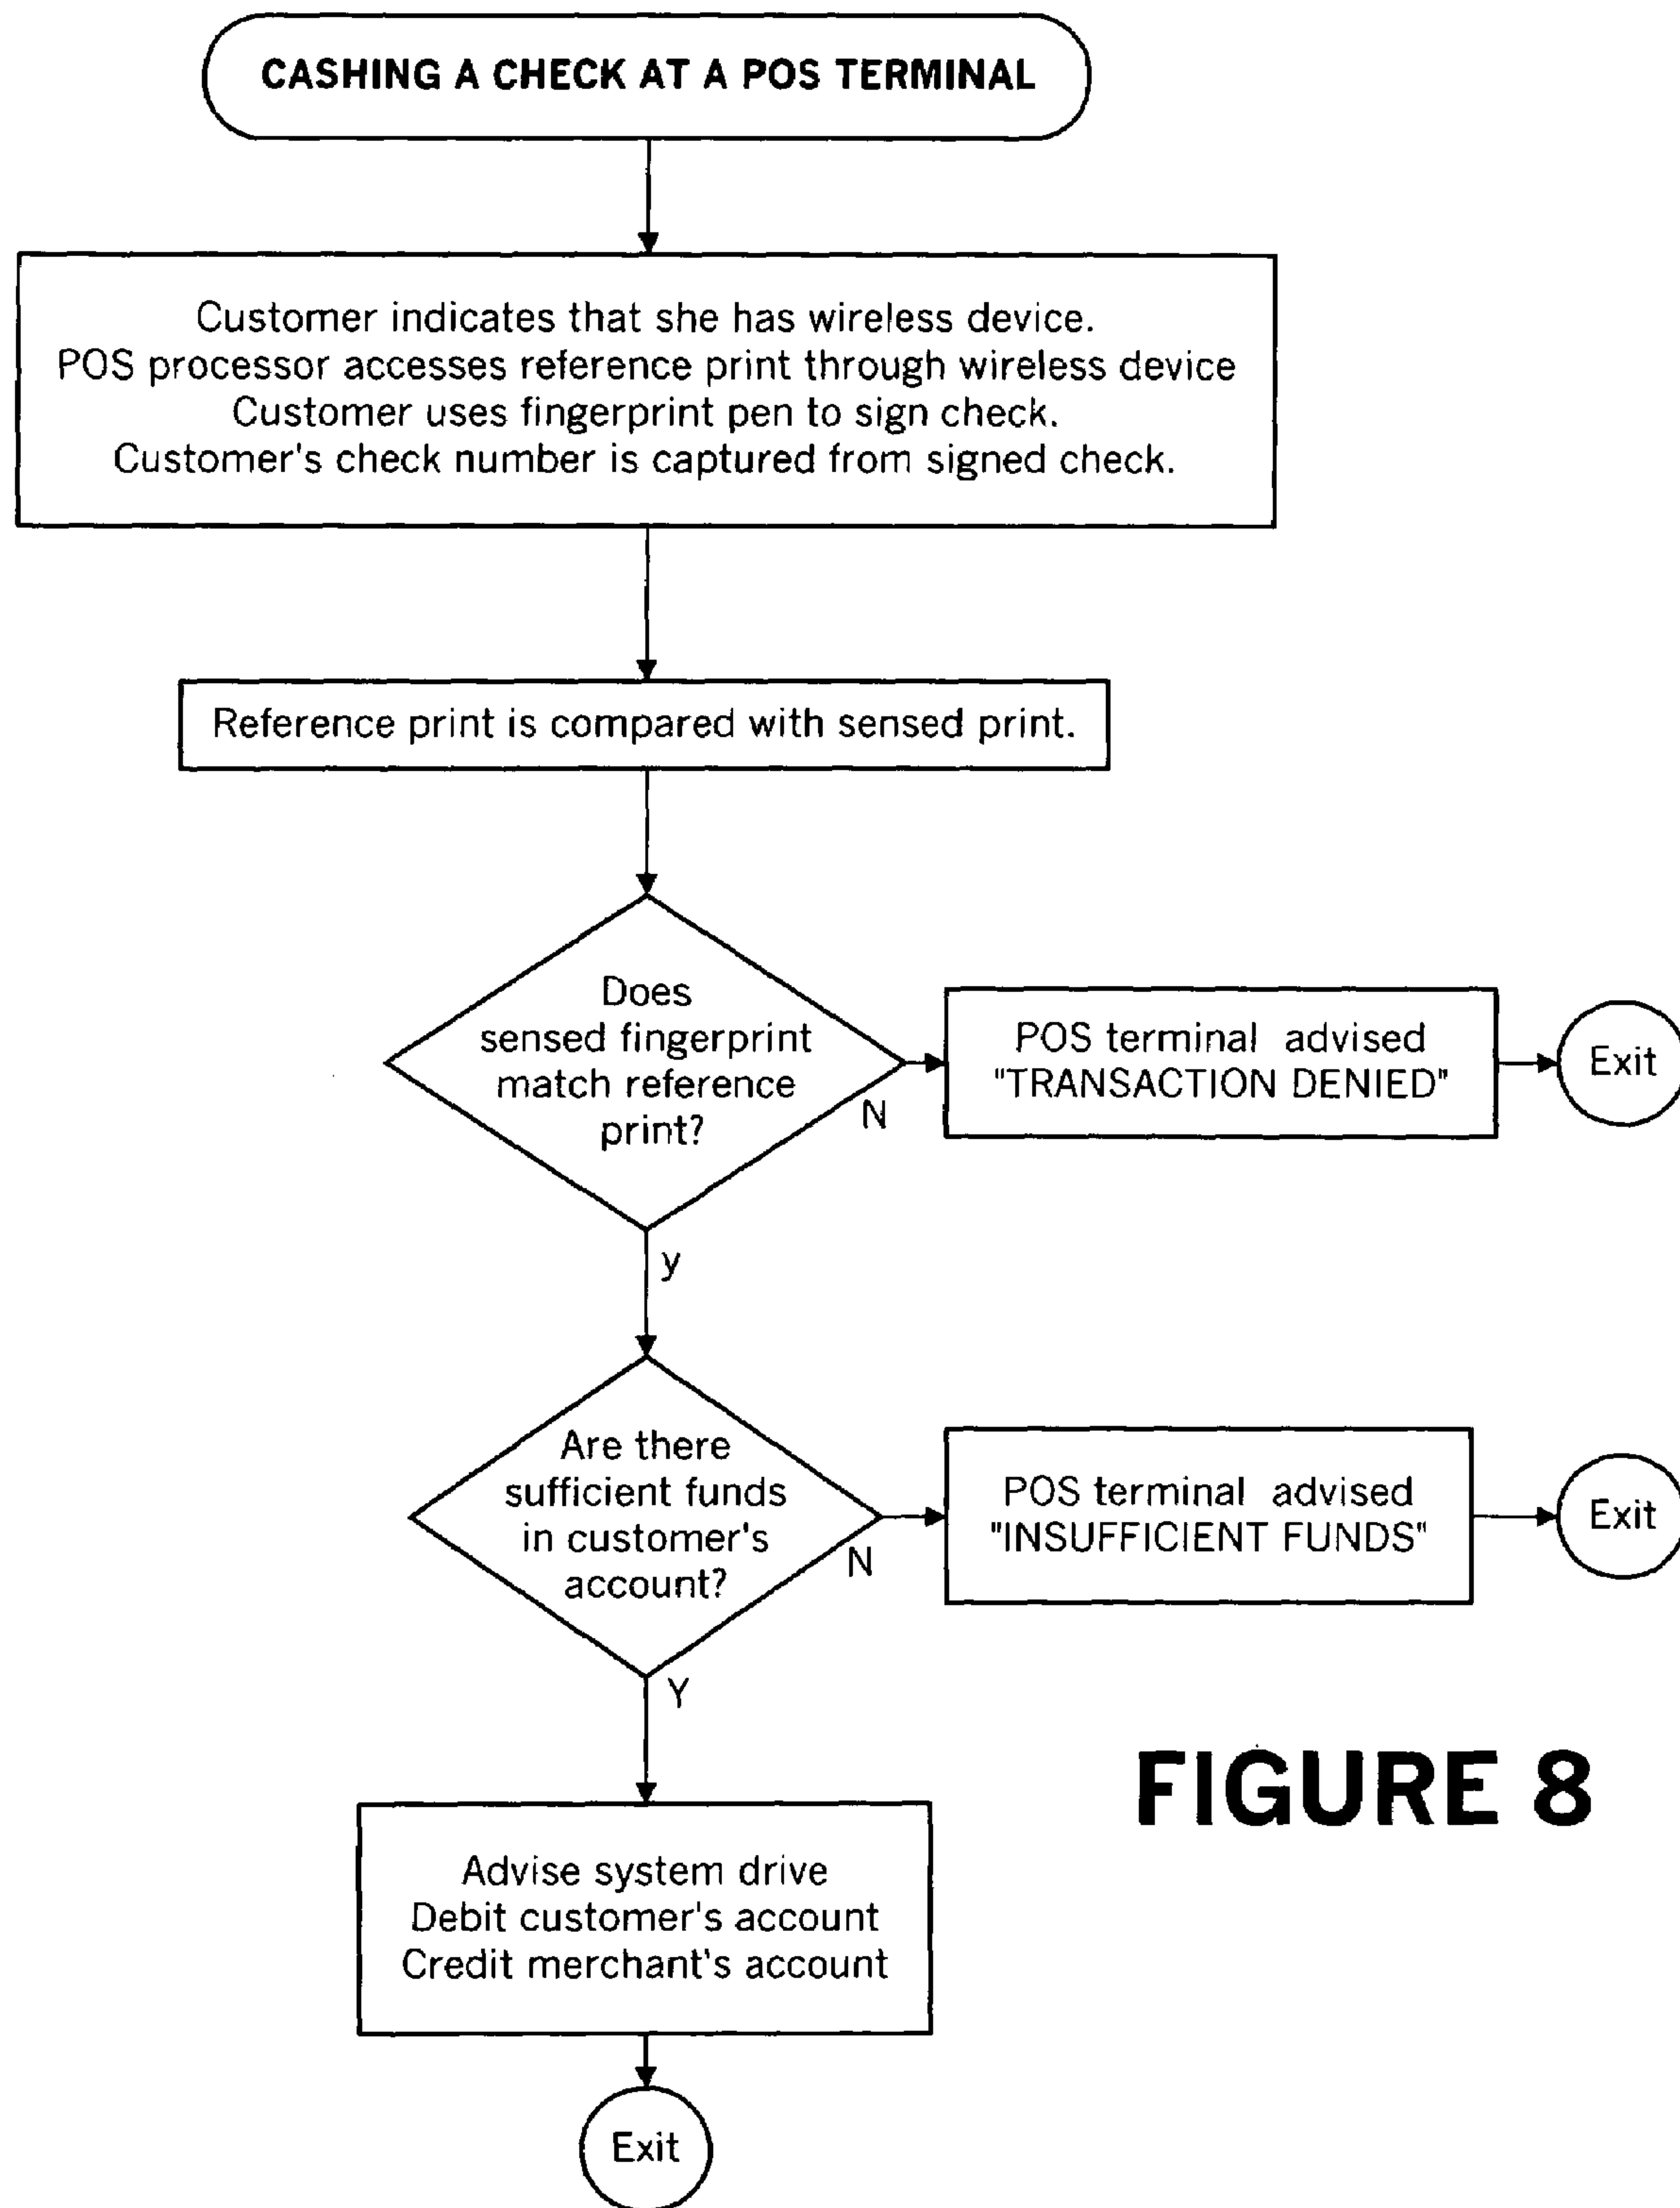 CASHING A CHECK AT A POS TERMINAL
Customer indicates that she has wireless device.
POS processor accesses reference print through wireless device
Customer uses fingerprint pen to sign check.
Customer's check number is captured from signed check.
Reference print is compared with sensed print.
Does
sensed fingerprint
match reference
print?
N
POS terminal advised
"TRANSACTION DENIED"
Exit
y
Are there
sufficient funds
in customer's
account?
N
POS terminal advised
"INSUFFICIENT FUNDS"
Exit
Y
Advise system drive
Debit customer's account
Credit merchant's account
Exit
FIGURE 8